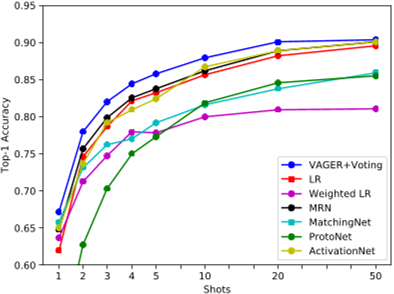 0.95
0.90
0.85
0.80
0.75
0.70
0.65
0.60
Top-1 Accuracy
VAGER+Voting
LR
Weighted LR
MRN
MatchingNet
ProtoNet
ActivationNet
1 2 3 4 5 10 20 50
Shots